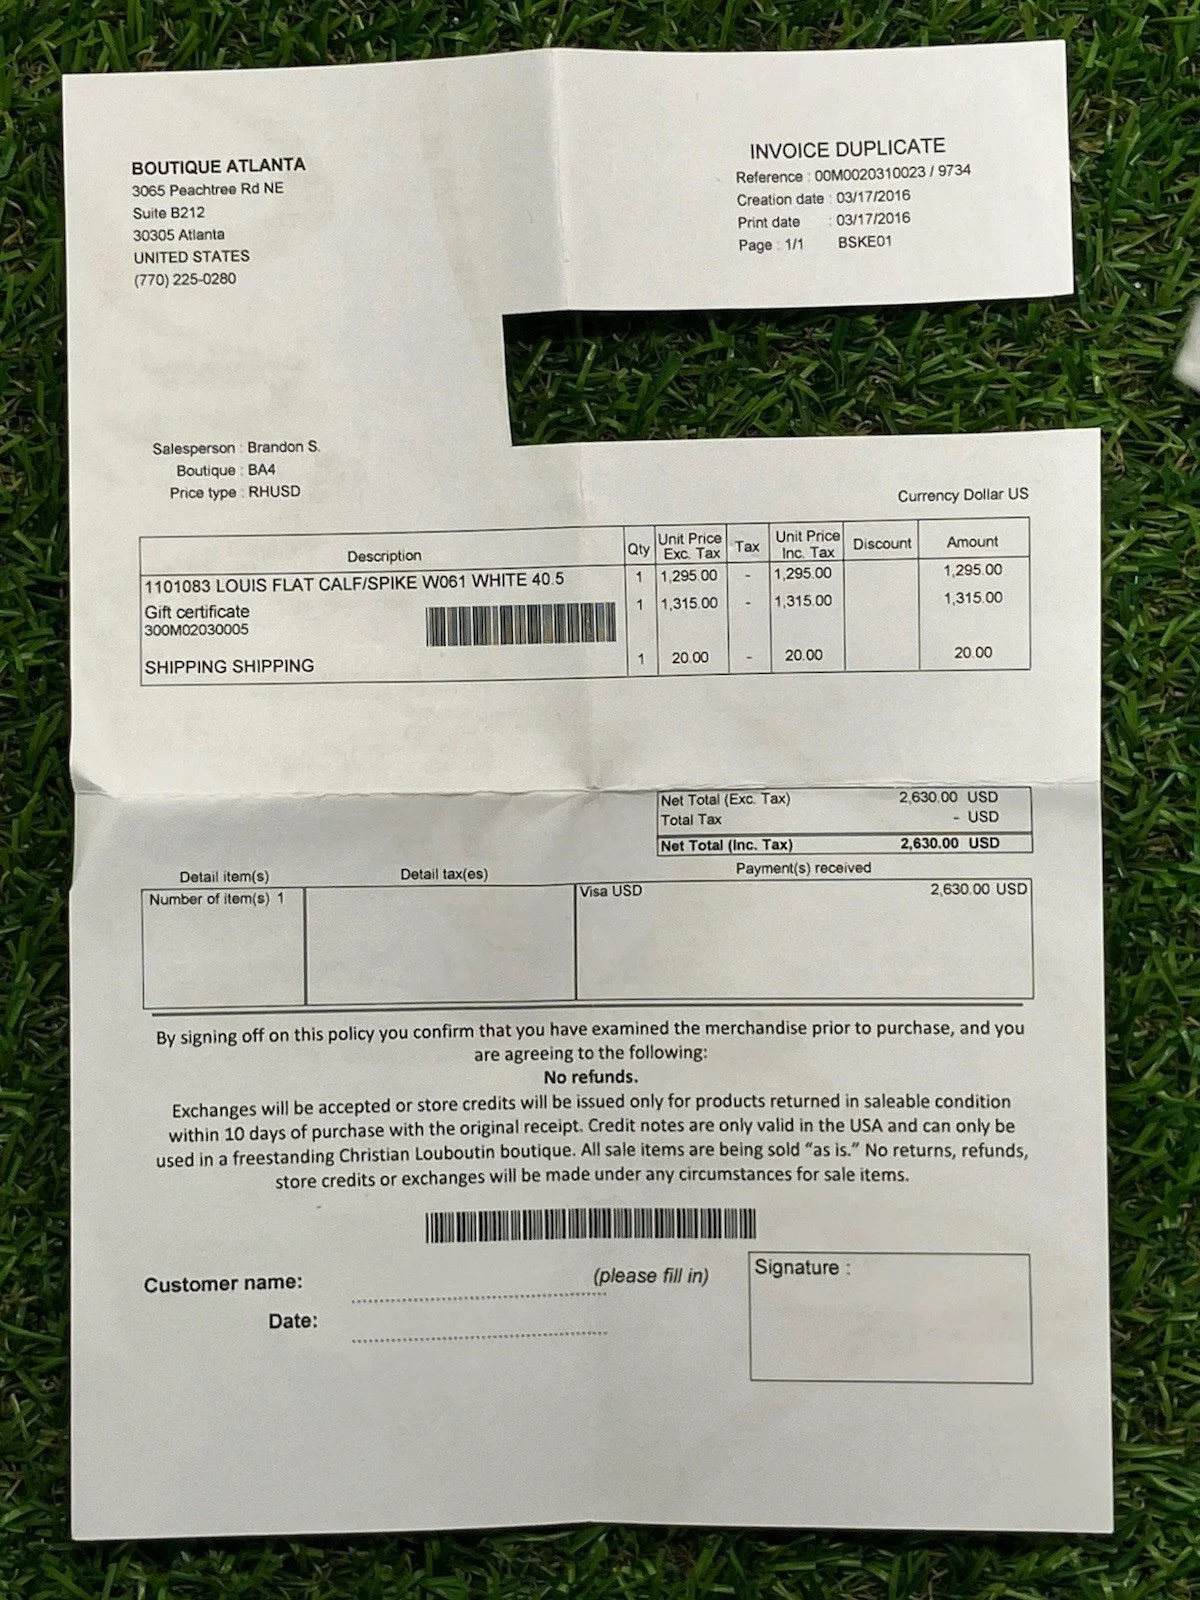 BOUTIQUE ATLANTA
3065 Peachtree Rd NE
Suite B212
30305 Atlanta
UNITED STATES
(770) 225-0280
INVOICE DUPLICATE
Reference : 00M0020310023 / 9734
Creation date : 03/17/2016
Print date : 03/17/2016
Page : 1/1 BSKE01
Salesperson : Brandon S.
Boutique : BA4
Price type : RHUSD
Currency Dollar US
Description Qty Unit Price Exc. Tax Tax Unit Price Inc. Tax Discount Amount
1101083 LOUIS FLAT CALF/SPIKE W061 WHITE 40.5 1 1,295.00 - 1,295.00 1,295.00
Gift certificate 1 1,315.00 - 1,315.00 1,315.00
300M02030005
SHIPPING SHIPPING 1 20.00 - 20.00 20.00
Net Total (Exc. Tax) 2,630.00 USD
Total Tax - USD
Net Total (Inc. Tax) 2,630.00 USD
Detail item(s) Detail tax(es) Payment(s) received
Number of item(s) 1 Visa USD 2,630.00 USD
By signing off on this policy you confirm that you have examined the merchandise prior to purchase, and you
are agreeing to the following:
No refunds.
Exchanges will be accepted or store credits will be issued only for products returned in saleable condition
within 10 days of purchase with the original receipt. Credit notes are only valid in the USA and can only be
used in a freestanding Christian Louboutin boutique. All sale items are being sold “as is.” No returns, refunds,
store credits or exchanges will be made under any circumstances for sale items.
Customer name: (please fill in)
Date:
Signature :